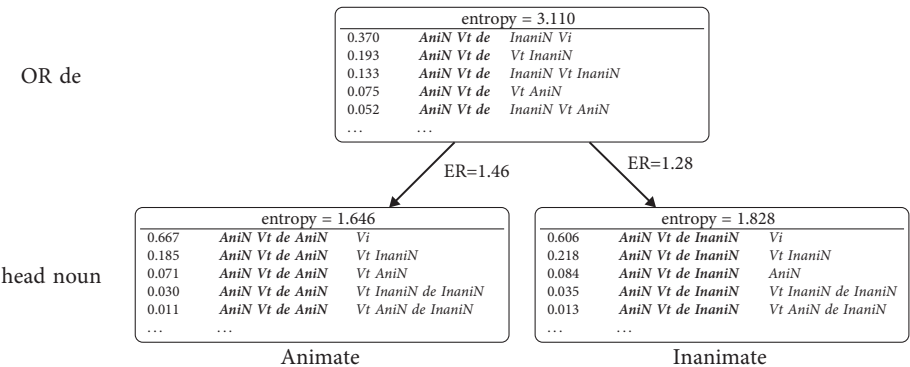 entropy = 3.110
0.370 AniN Vt de InaniN Vi
0.193 AniN Vt de Vt InaniN
0.133 AniN Vt de InaniN Vt InaniN
OR de
0.075 AniN Vt de Vt AniN
0.052 AniN Vt de InaniN Vt AniN
... ...
ER=1.46
ER=1.28
entropy = 1.646
0.667 AniN Vt de AniN Vi
0.185 AniN Vt de AniN Vt InaniN
0.071 AniN Vt de AniN Vt AniN
0.030 AniN Vt de AniN Vt InaniN de InaniN
0.011 AniN Vt de AniN Vt AniN de InaniN
... ...
entropy = 1.828
0.606 AniN Vt de InaniN Vi
0.218 AniN Vt de InaniN Vt InaniN
0.084 AniN Vt de InaniN AniN
0.035 AniN Vt de InaniN Vt InaniN de InaniN
0.013 AniN Vt de InaniN Vt AniN de InaniN
... ...
head noun
Animate
Inanimate